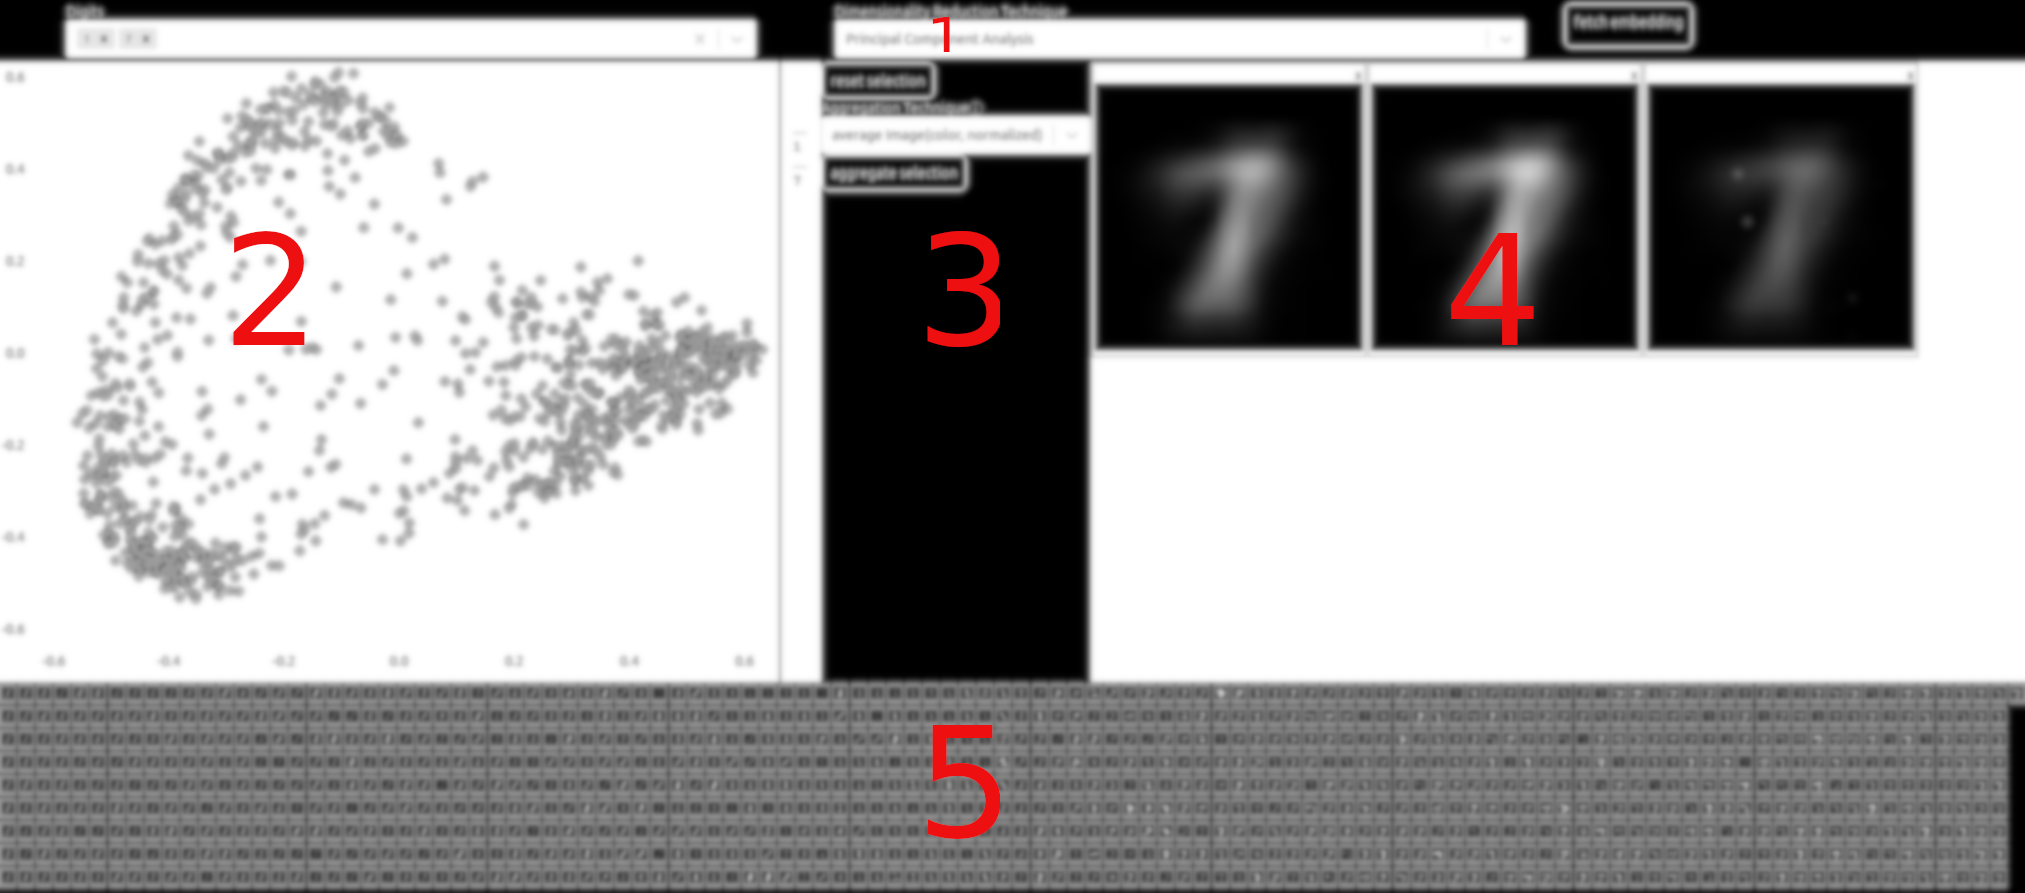 Digits
Dimensionality Reduction Technique
Principal Component Analysis
fetch embedding
1
reset selection
Aggregation Technique
average image(color, normalized)
aggregate selection
0.6
0.4
0.2
0.0
-0.2
-0.4
-0.6
-0.6 -0.4 -0.2 0.0 0.2 0.4 0.6
2
3
4
5